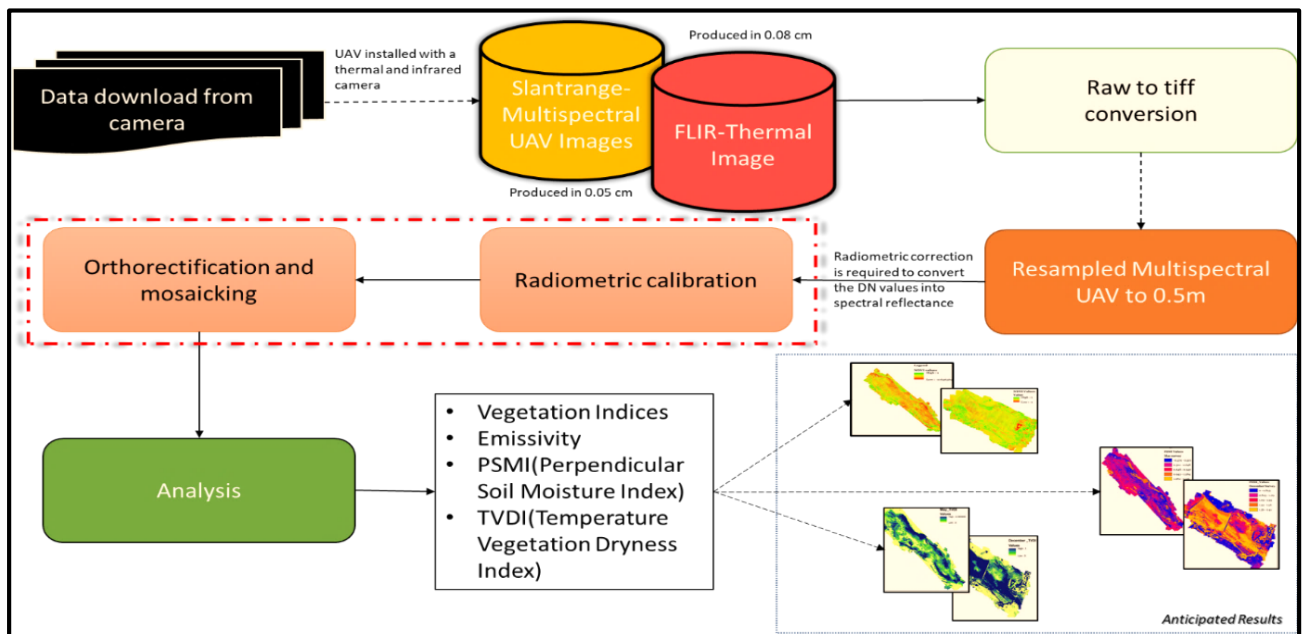 Data download from
camera
UAV installed with a
thermal and infrared
camera
Slantrange-
Multispectral
UAV Images
Produced in 0.05 cm
Produced in 0.08 cm
FLIR-Thermal
Image
Raw to tiff
conversion
Resampled Multispectral
UAV to 0.5m
Radiometric correction
is required to convert
the DN values into
spectral reflectance
Radiometric calibration
Orthorectification and
mosaicking
Analysis
• Vegetation Indices
• Emissivity
• PSMI(Perpendicular
Soil Moisture Index)
• TVDI(Temperature
Vegetation Dryness
Index)
Anticipated Results